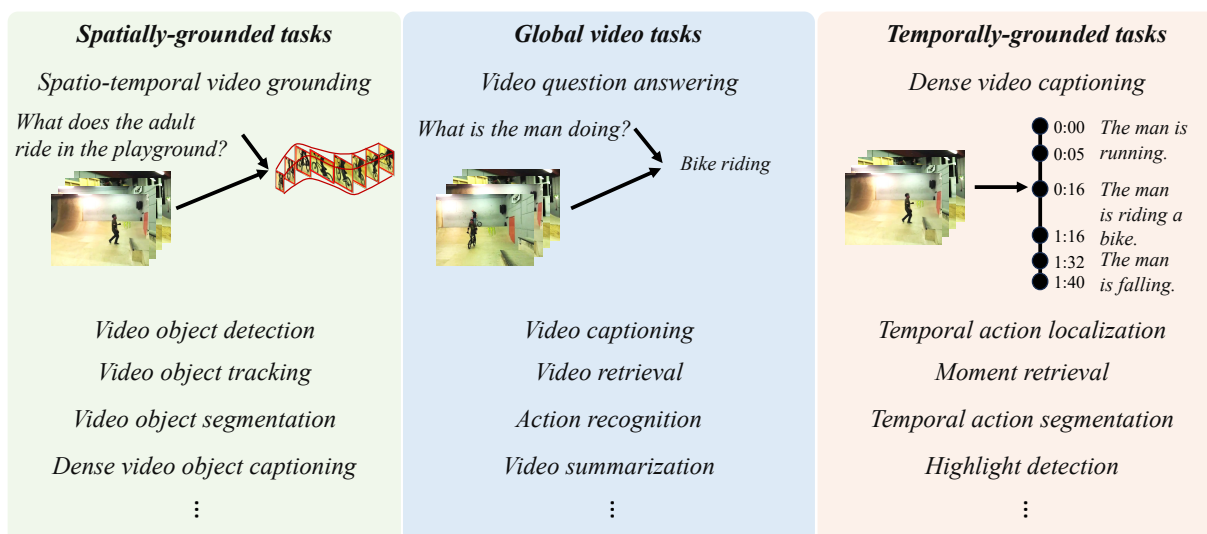 Spatially-grounded tasks
Spatio-temporal video grounding
What does the adult
ride in the playground?
Video object detection
Video object tracking
Video object segmentation
Dense video object captioning
⋮
Global video tasks
Video question answering
What is the man doing?
Bike riding
Video captioning
Video retrieval
Action recognition
Video summarization
⋮
Temporally-grounded tasks
Dense video captioning
0:00 The man is
0:05 running.
0:16 The man
is riding a
1:16 bike.
1:32 The man
1:40 is falling.
Temporal action localization
Moment retrieval
Temporal action segmentation
Highlight detection
⋮